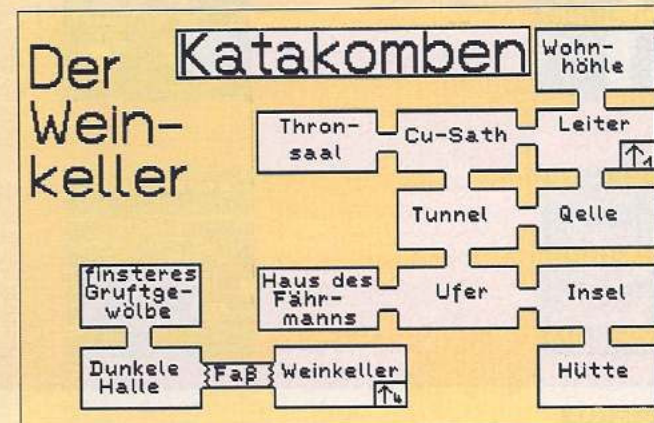 Der
Wein-
keller
Katakomben
Wohn-
höhle
Thron-
saal
Cu-Sath
Leiter
↑1
Tunnel
Qelle
finsteres
Gruftge-
wölbe
Haus des
Fähr-
manns
Ufer
Insel
Dunkele
Halle
Faβ
Weinkeller
↑4
Hütte